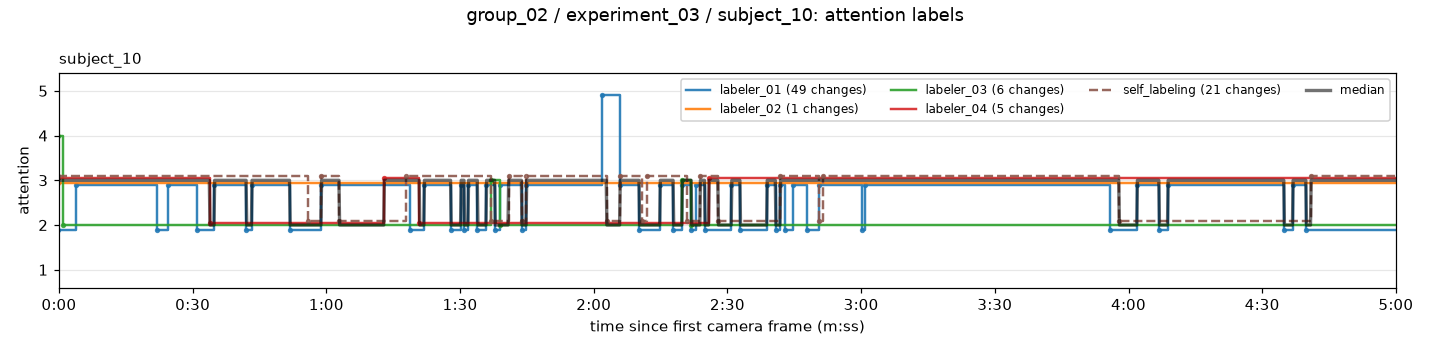 group_02 / experiment_03 / subject_10: attention labels
subject_10
labeler_01 (49 changes)
labeler_02 (1 changes)
labeler_03 (6 changes)
labeler_04 (5 changes)
self_labeling (21 changes)
median
attention
5
4
3
2
1
0:00 0:30 1:00 1:30 2:00 2:30 3:00 3:30 4:00 4:30 5:00
time since first camera frame (m:ss)